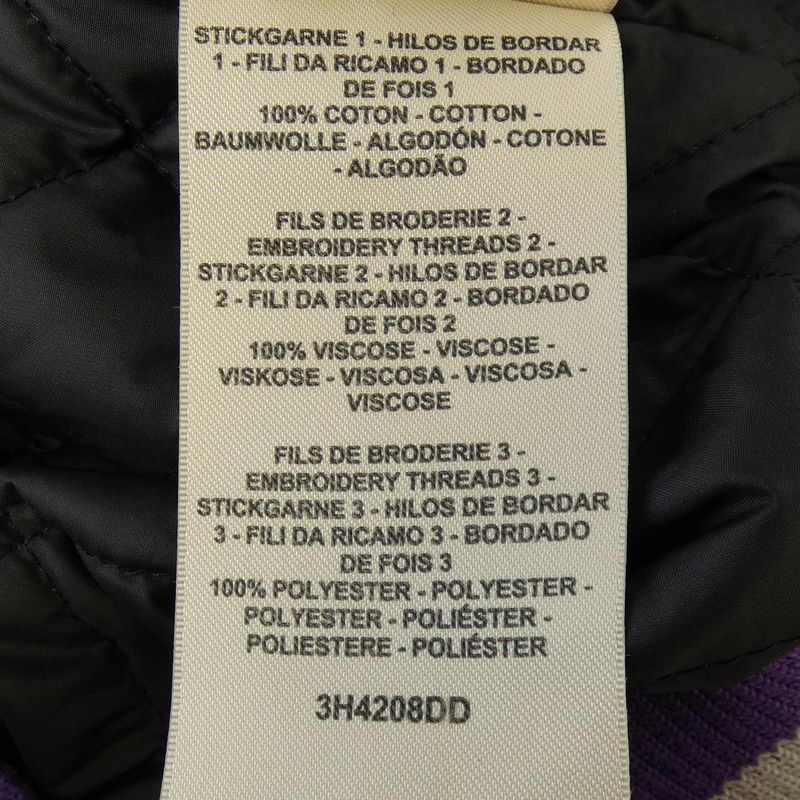 STICKGARNE 1 - HILOS DE BORDAR
1 - FILI DA RICAMO 1 - BORDADO
DE FOIS 1
100% COTON - COTTON -
BAUMWOLLE - ALGODÓN - COTONE
- ALGODÃO
FILS DE BRODERIE 2 -
EMBROIDERY THREADS 2 -
STICKGARNE 2 - HILOS DE BORDAR
2 - FILI DA RICAMO 2 - BORDADO
DE FOIS 2
100% VISCOSE - VISCOSE -
VISKOSE - VISCOSA - VISCOSA -
VISCOSE
FILS DE BRODERIE 3 -
EMBROIDERY THREADS 3 -
STICKGARNE 3 - HILOS DE BORDAR
3 - FILI DA RICAMO 3 - BORDADO
DE FOIS 3
100% POLYESTER - POLYESTER -
POLYESTER - POLIÉSTER -
POLIESTERE - POLIÉSTER
3H4208DD